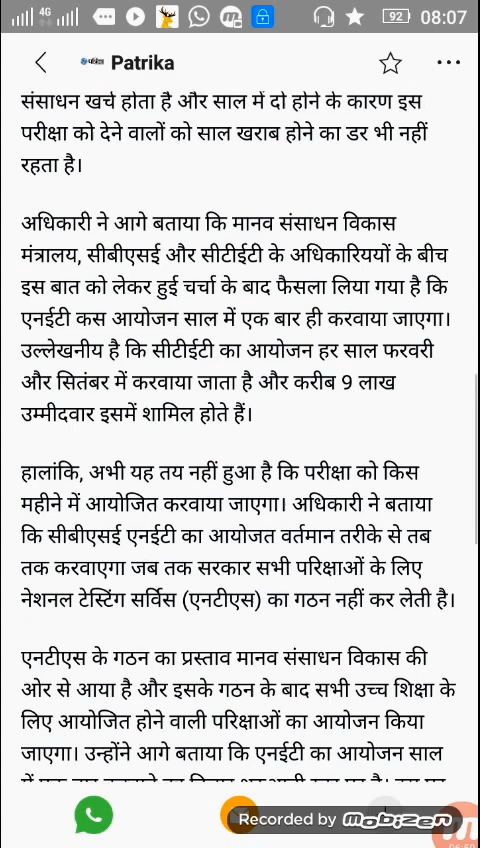 4G
92
08:07
पत्रिका Patrika
संसाधन खर्च होता है और साल में दो होने के कारण इस
परीक्षा को देने वालों को साल खराब होने का डर भी नहीं
रहता है।
अधिकारी ने आगे बताया कि मानव संसाधन विकास
मंत्रालय, सीबीएसई और सीटीईटी के अधिकारिययों के बीच
इस बात को लेकर हुई चर्चा के बाद फैसला लिया गया है कि
एनईटी कस आयोजन साल में एक बार ही करवाया जाएगा।
उल्लेखनीय है कि सीटीईटी का आयोजन हर साल फरवरी
और सितंबर में करवाया जाता है और करीब 9 लाख
उम्मीदवार इसमें शामिल होते हैं।
हालांकि, अभी यह तय नहीं हुआ है कि परीक्षा को किस
महीने में आयोजित करवाया जाएगा। अधिकारी ने बताया
कि सीबीएसई एनईटी का आयोजत वर्तमान तरीके से तब
तक करवाएगा जब तक सरकार सभी परिक्षाओं के लिए
नेशनल टेस्टिंग सर्विस (एनटीएस) का गठन नहीं कर लेती है।
एनटीएस के गठन का प्रस्ताव मानव संसाधन विकास की
ओर से आया है और इसके गठन के बाद सभी उच्च शिक्षा के
लिए आयोजित होने वाली परिक्षाओं का आयोजन किया
जाएगा। उन्होंने आगे बताया कि एनईटी का आयोजन साल
Recorded by mobizen